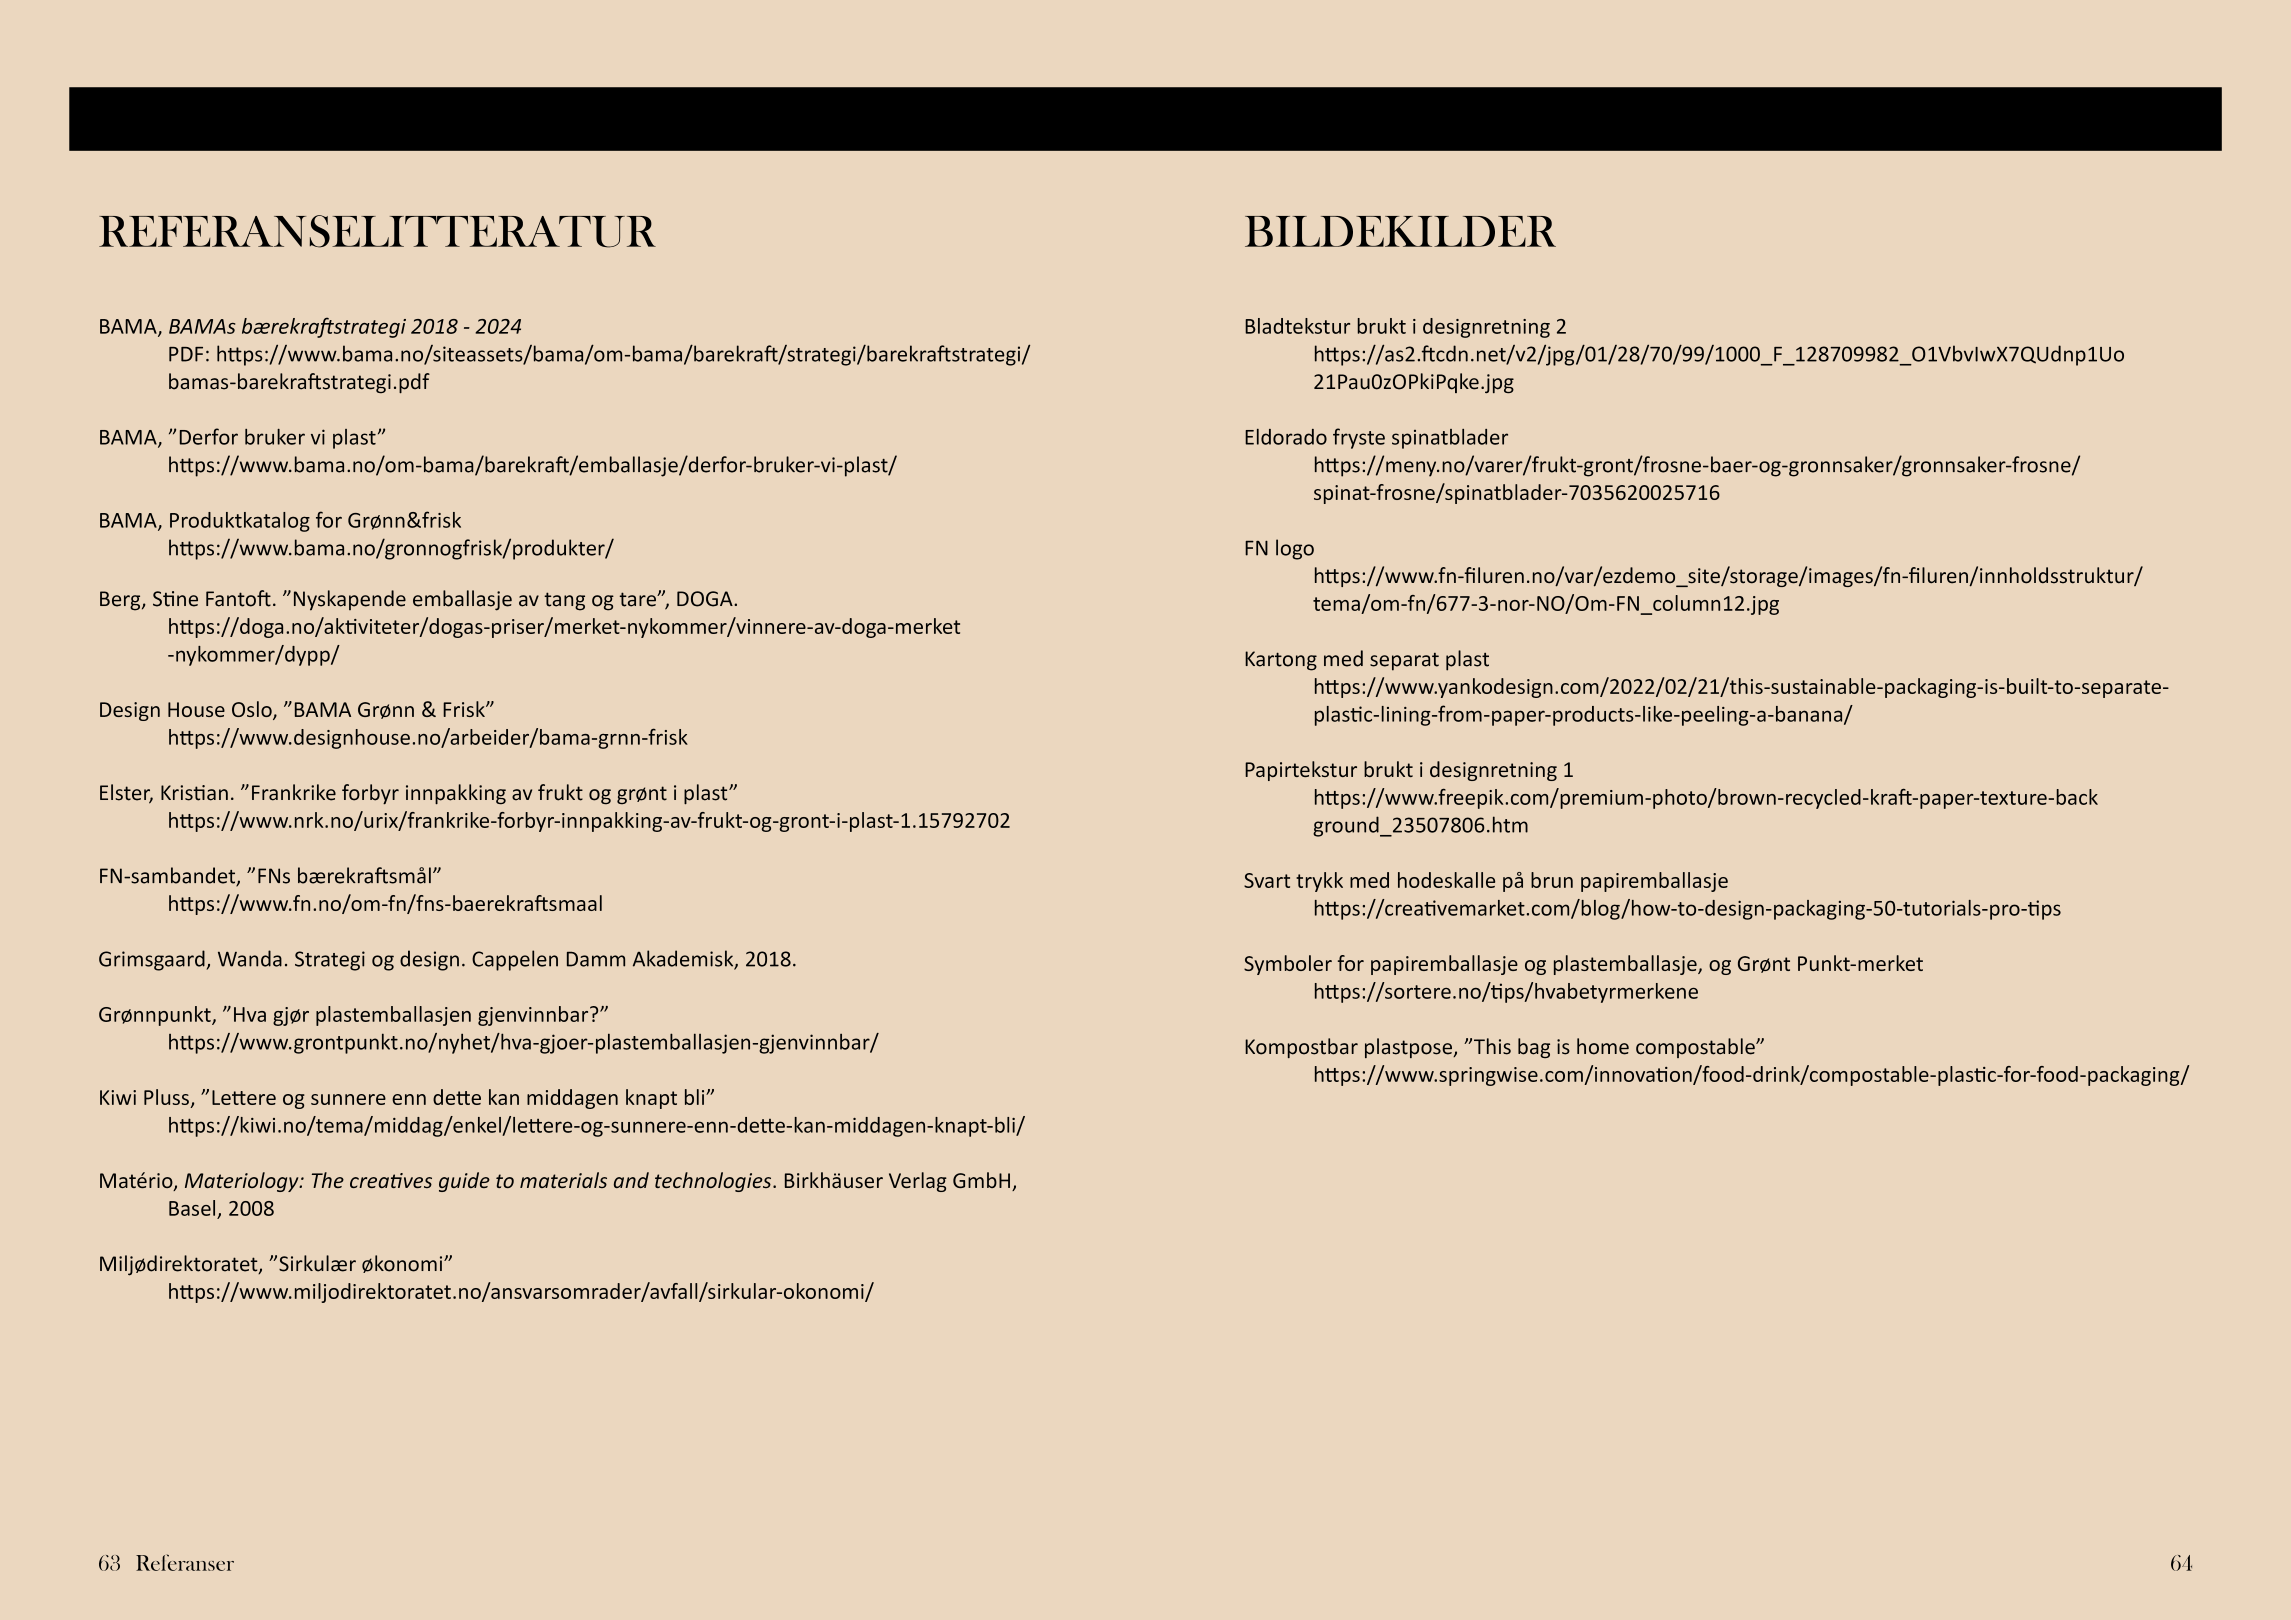 REFERANSELITTERATUR
BAMA, BAMAs bærekraftstrategi 2018 - 2024
PDF: https://www.bama.no/siteassets/bama/om-bama/barekraft/strategi/barekraftstrategi/
bamas-barekraftstrategi.pdf
BAMA, ”Derfor bruker vi plast”
https://www.bama.no/om-bama/barekraft/emballasje/derfor-bruker-vi-plast/
BAMA, Produktkatalog for Grønn&frisk
https://www.bama.no/gronnogfrisk/produkter/
Berg, Stine Fantoft. ”Nyskapende emballasje av tang og tare”, DOGA.
https://doga.no/aktiviteter/dogas-priser/merket-nykommer/vinnere-av-doga-merket
-nykommer/dypp/
Design House Oslo, ”BAMA Grønn & Frisk”
https://www.designhouse.no/arbeider/bama-grnn-frisk
Elster, Kristian. ”Frankrike forbyr innpakking av frukt og grønt i plast”
https://www.nrk.no/urix/frankrike-forbyr-innpakking-av-frukt-og-gront-i-plast-1.15792702
FN-sambandet, ”FNs bærekraftsmål”
https://www.fn.no/om-fn/fns-baerekraftsmaal
Grimsgaard, Wanda. Strategi og design. Cappelen Damm Akademisk, 2018.
Grønnpunkt, ”Hva gjør plastemballasjen gjenvinnbar?”
https://www.grontpunkt.no/nyhet/hva-gjoer-plastemballasjen-gjenvinnbar/
Kiwi Pluss, ”Lettere og sunnere enn dette kan middagen knapt bli”
https://kiwi.no/tema/middag/enkel/lettere-og-sunnere-enn-dette-kan-middagen-knapt-bli/
Matério, Materiology: The creatives guide to materials and technologies. Birkhäuser Verlag GmbH,
Basel, 2008
Miljødirektoratet, ”Sirkulær økonomi”
https://www.miljodirektoratet.no/ansvarsomrader/avfall/sirkular-okonomi/
63 Referanser
BILDEKILDER
Bladtekstur brukt i designretning 2
https://as2.ftcdn.net/v2/jpg/01/28/70/99/1000_F_128709982_O1VbvIwX7QUdnp1Uo
21Pau0zOPkiPqke.jpg
Eldorado fryste spinatblader
https://meny.no/varer/frukt-gront/frosne-baer-og-gronnsaker/gronnsaker-frosne/
spinat-frosne/spinatblader-7035620025716
FN logo
https://www.fn-filuren.no/var/ezdemo_site/storage/images/fn-filuren/innholdsstruktur/
tema/om-fn/677-3-nor-NO/Om-FN_column12.jpg
Kartong med separat plast
https://www.yankodesign.com/2022/02/21/this-sustainable-packaging-is-built-to-separate-
plastic-lining-from-paper-products-like-peeling-a-banana/
Papirtekstur brukt i designretning 1
https://www.freepik.com/premium-photo/brown-recycled-kraft-paper-texture-back
ground_23507806.htm
Svart trykk med hodeskalle på brun papiremballasje
https://creativemarket.com/blog/how-to-design-packaging-50-tutorials-pro-tips
Symboler for papiremballasje og plastemballasje, og Grønt Punkt-merket
https://sortere.no/tips/hvabetyrmerkene
Kompostbar plastpose, ”This bag is home compostable”
https://www.springwise.com/innovation/food-drink/compostable-plastic-for-food-packaging/
64